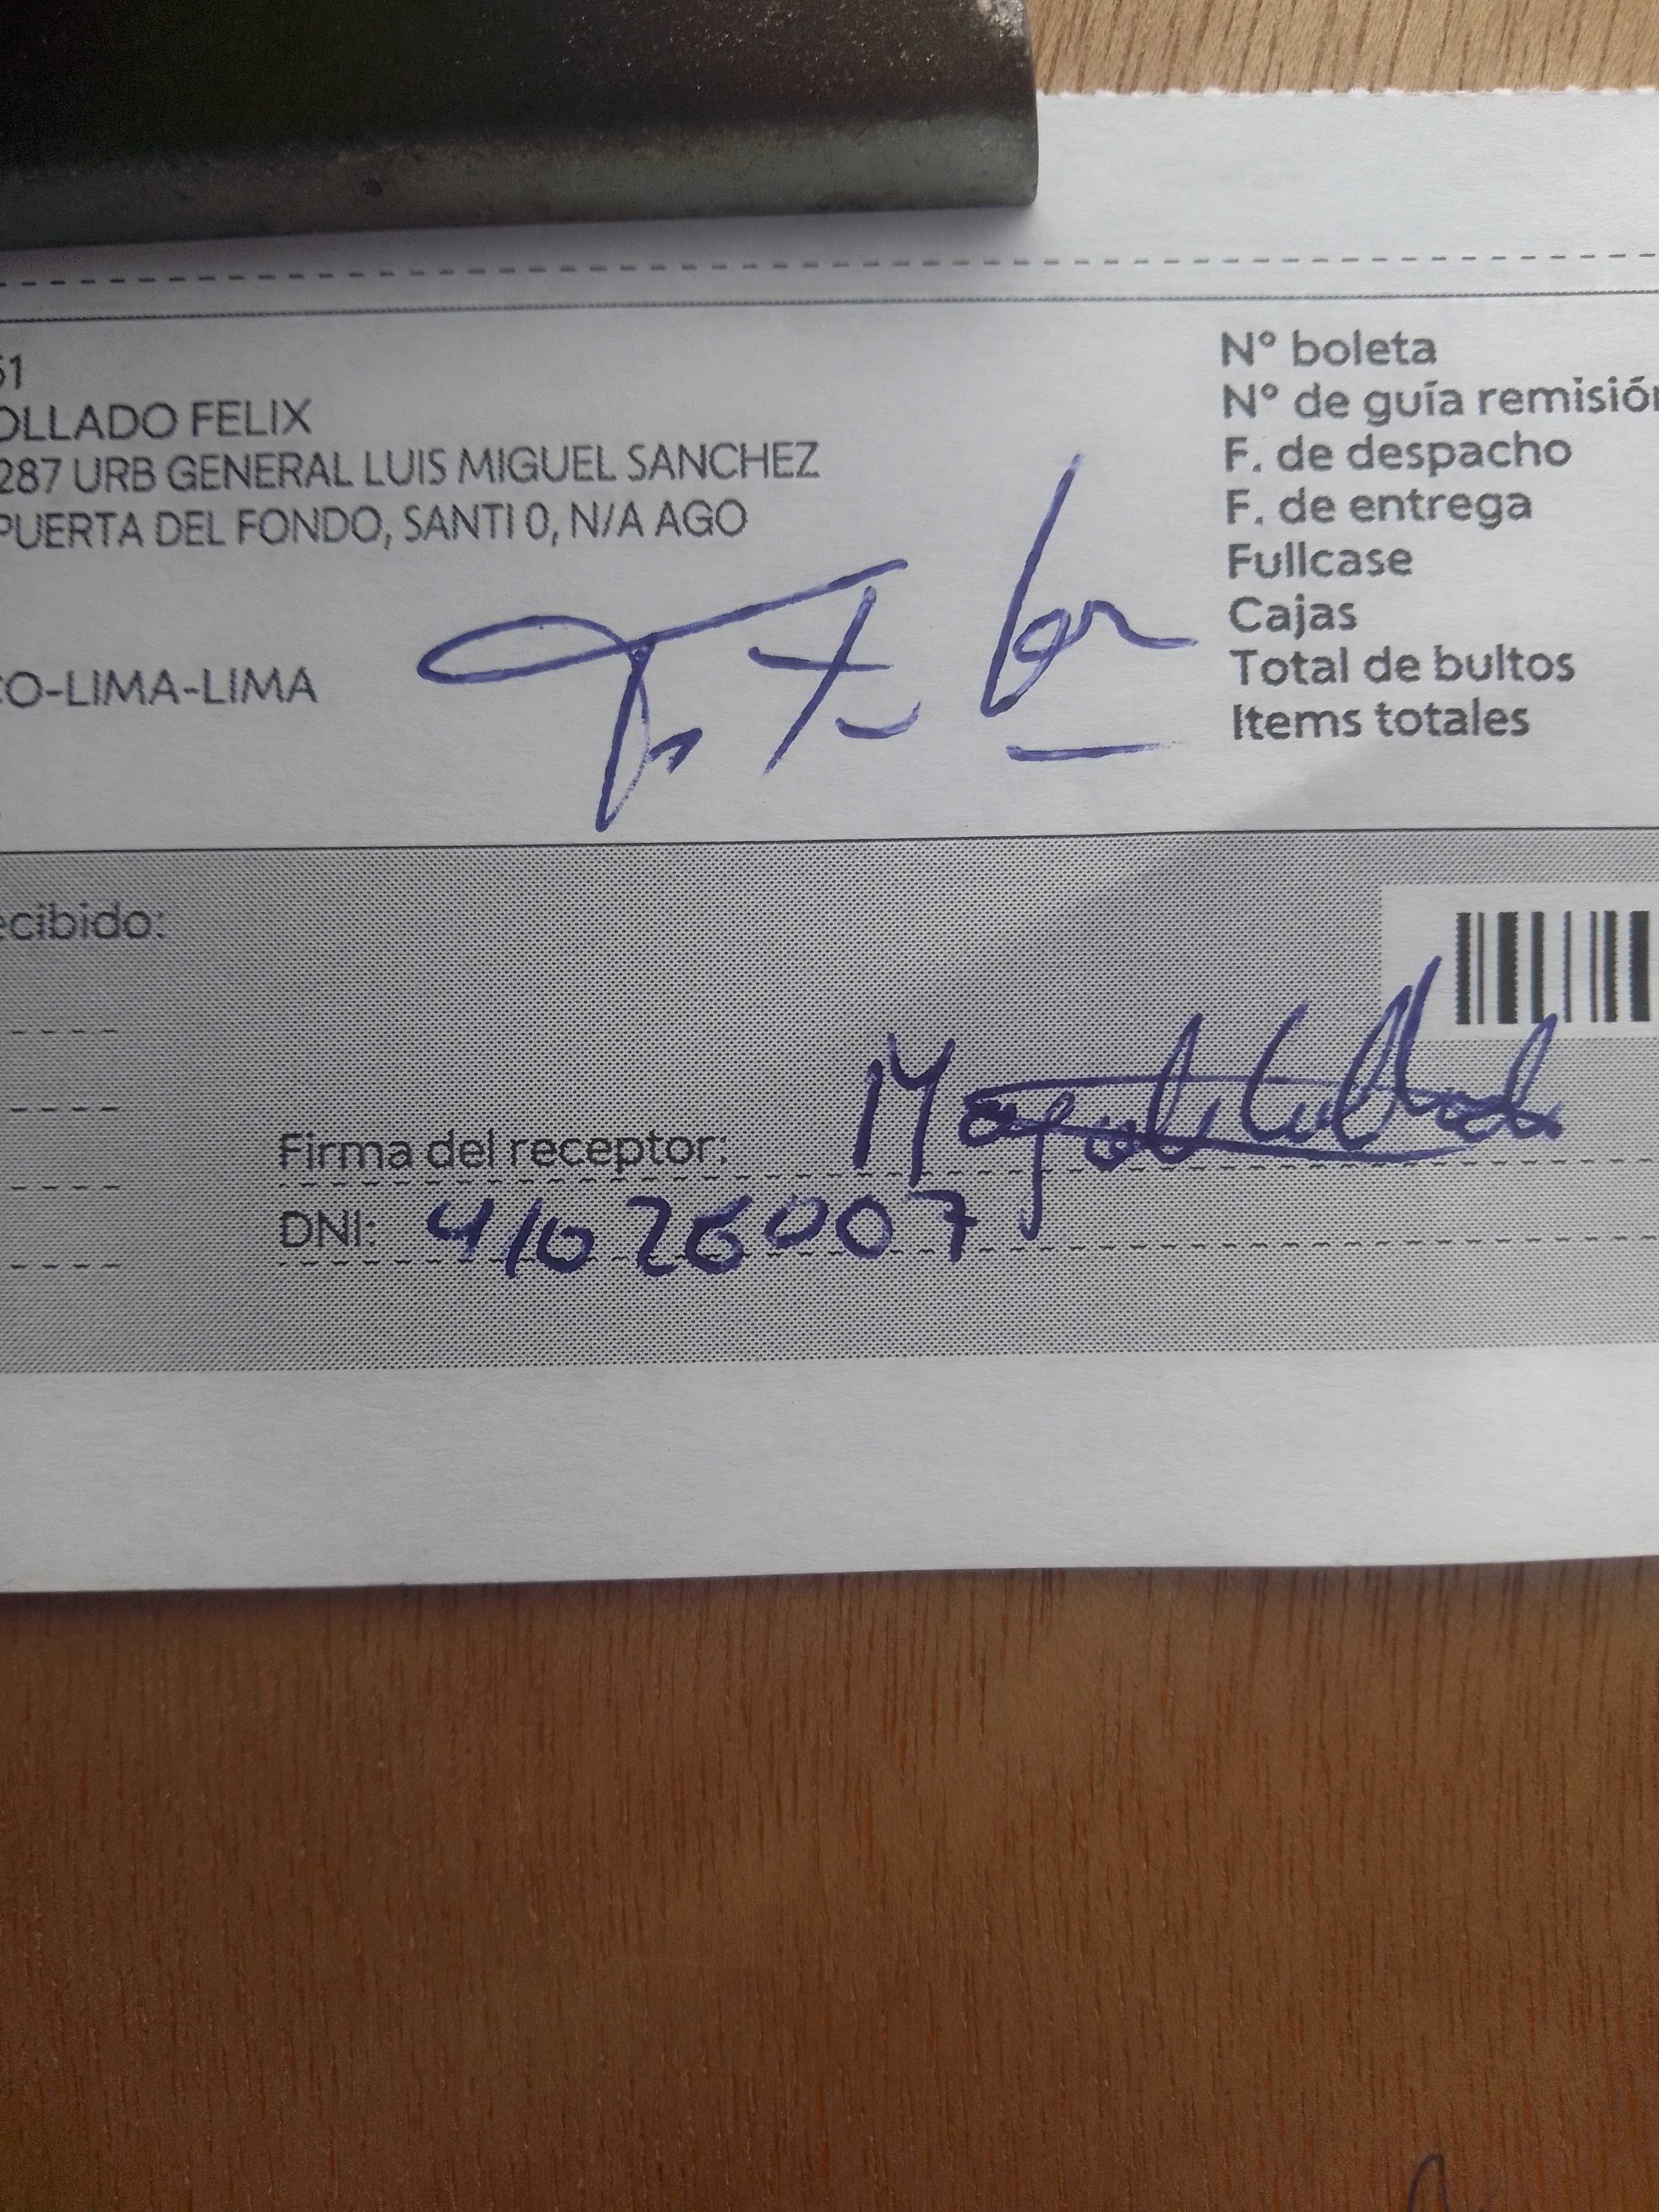 51
OLLADO FELIX
287 URB GENERAL LUIS MIGUEL SANCHEZ
PUERTA DEL FONDO, SANTI 0, N/A AGO
CO-LIMA-LIMA
N° boleta
N° de guía remisión
F. de despacho
F. de entrega
Fullcase
Cajas
Total de bultos
Items totales
ecibido:
Firma del receptor:
DNI: 41026007